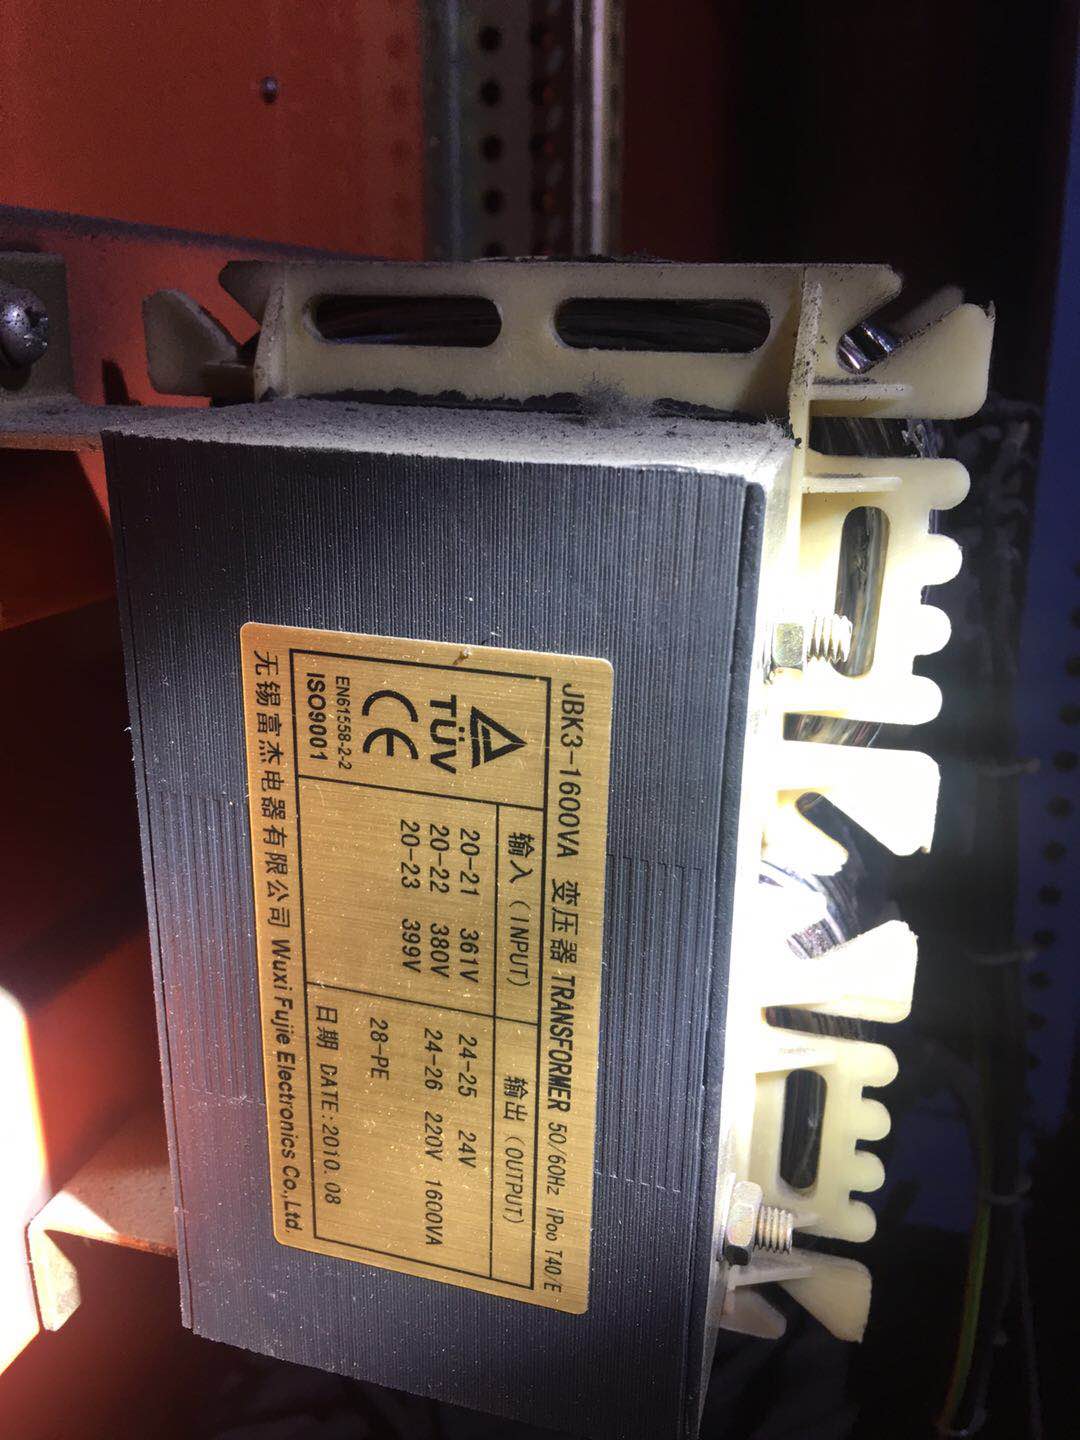 JBK3-1600VA 变压器 TRANSFORMER 50/60Hz iPoo T40/E
TÜV
CE
EN61558-2-2
ISO9001
输入 (INPUT)
20-21 361V
20-22 380V
20-23 399V
输出 (OUTPUT)
24-25 24V
24-26 220V 1600VA
28-PE
日期 DATE:2010.08
无锡富杰电器有限公司 Wuxi Fujie Electronics Co.,Ltd.